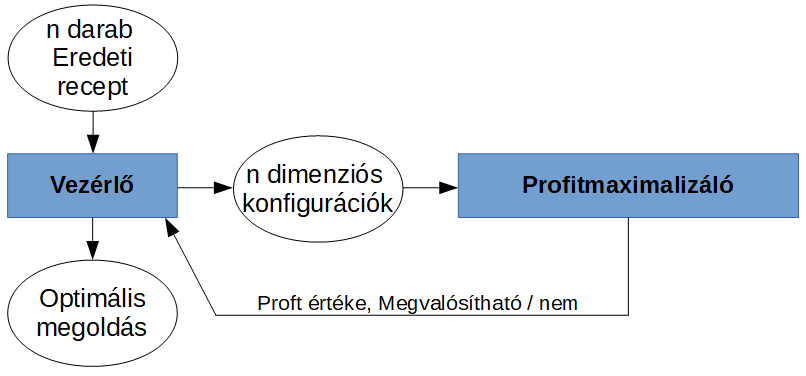 n darab
Eredeti
recept
Vezérlő
n dimenziós
konfigurációk
Profitmaximalizáló
Optimális
megoldás
Proft értéke, Megvalósítható / nem